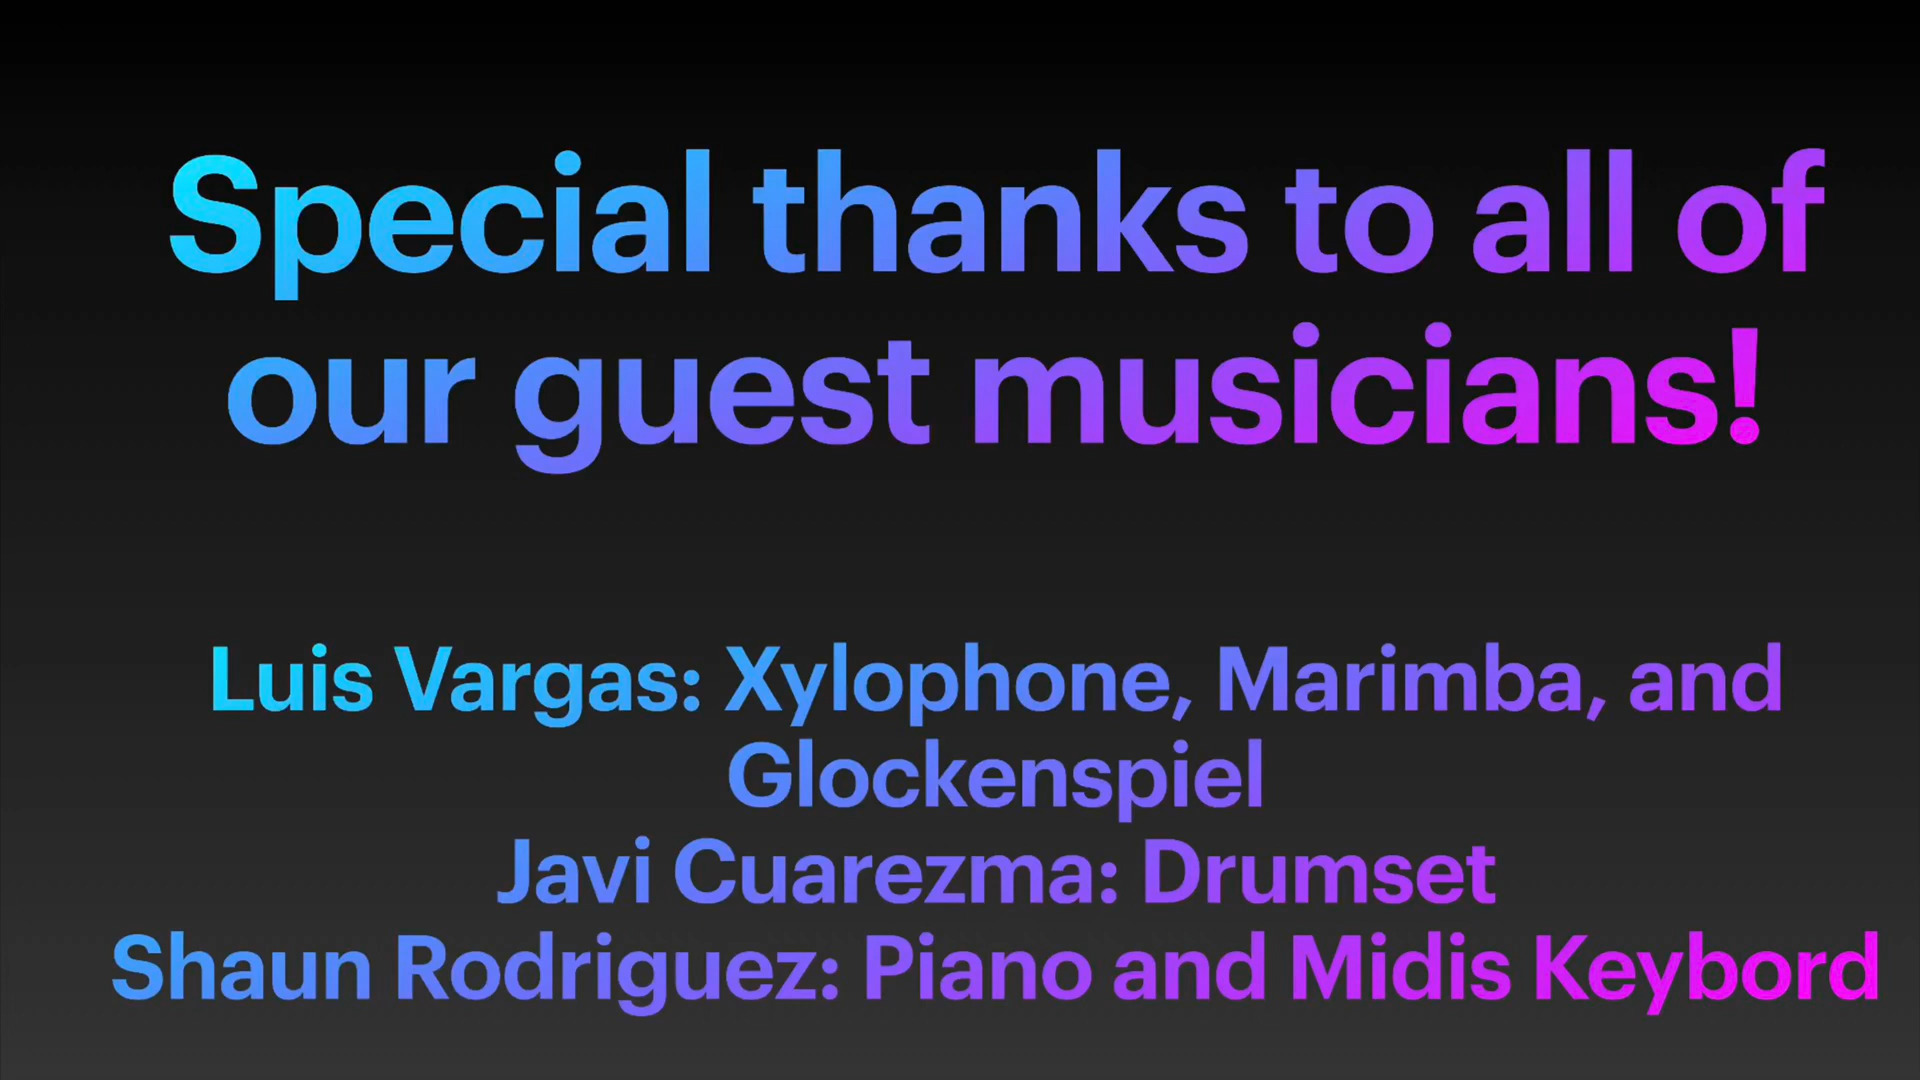 Special thanks to all of
our guest musicians!
Luis Vargas: Xylophone, Marimba, and
Glockenspiel
Javi Cuarezma: Drumset
Shaun Rodriguez: Piano and Midis Keybord